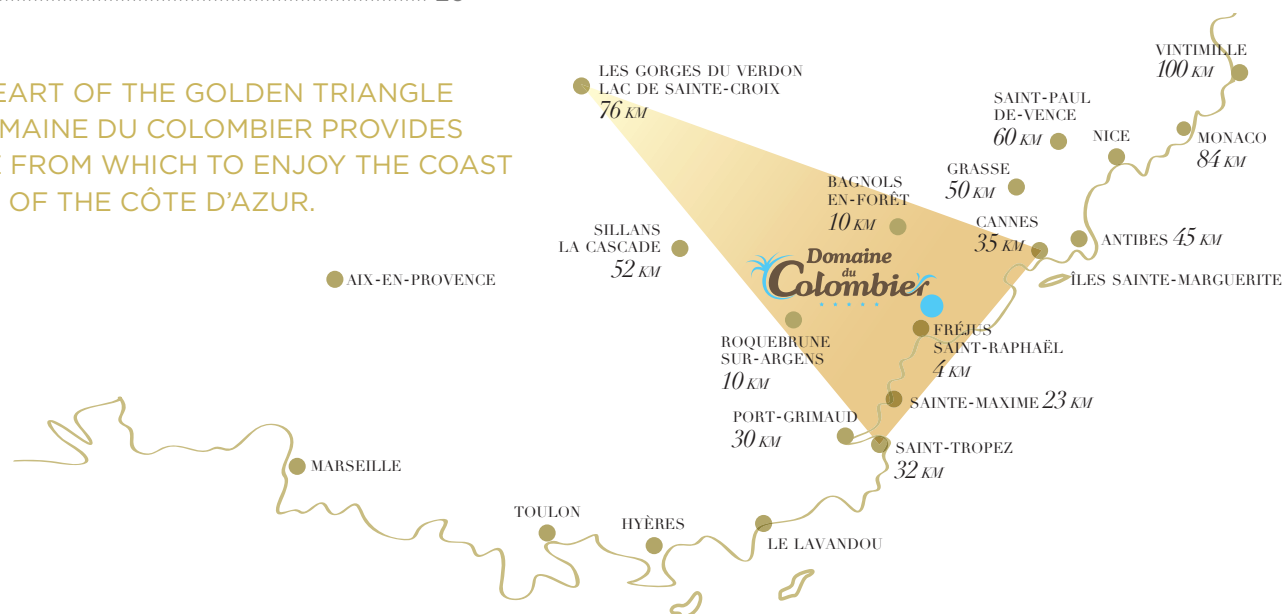 EART OF THE GOLDEN TRIANGLE
MAINE DU COLOMBIER PROVIDES
FROM WHICH TO ENJOY THE COAST
OF THE CÔTE D'AZUR.
LES GORGES DU VERDON
LAC DE SAINTE-CROIX
76 KM
VINTIMILLE
100 KM
SAINT-PAUL
DE-VENCE
60 KM
NICE
MONACO
84 KM
GRASSE
50 KM
BAGNOLS
EN-FORÊT
10 KM
CANNES
35 KM
ANTIBES 45 KM
SILLANS
LA CASCADE
52 KM
AIX-EN-PROVENCE
Domaine
du
Colombier
ÎLES SAINTE-MARGUERITE
FRÉJUS
SAINT-RAPHAËL
4 KM
ROQUEBRUNE
SUR-ARGENS
10 KM
SAINTE-MAXIME 23 KM
PORT-GRIMAUD
30 KM
SAINT-TROPEZ
32 KM
MARSEILLE
TOULON
HYÈRES
LE LAVANDOU